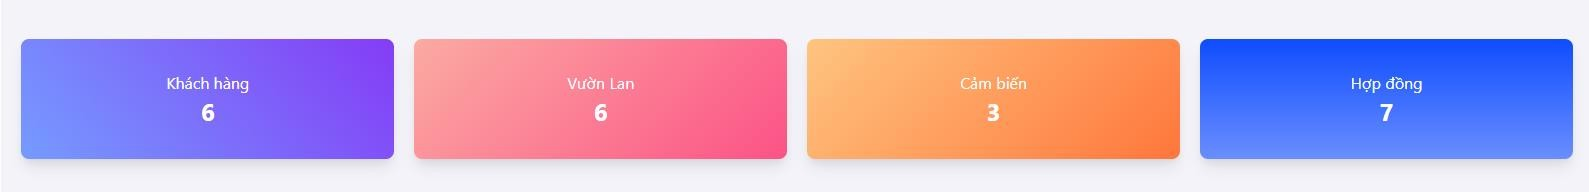 Khách hàng
6
Vườn Lan
6
Cảm biến
3
Hợp đồng
7